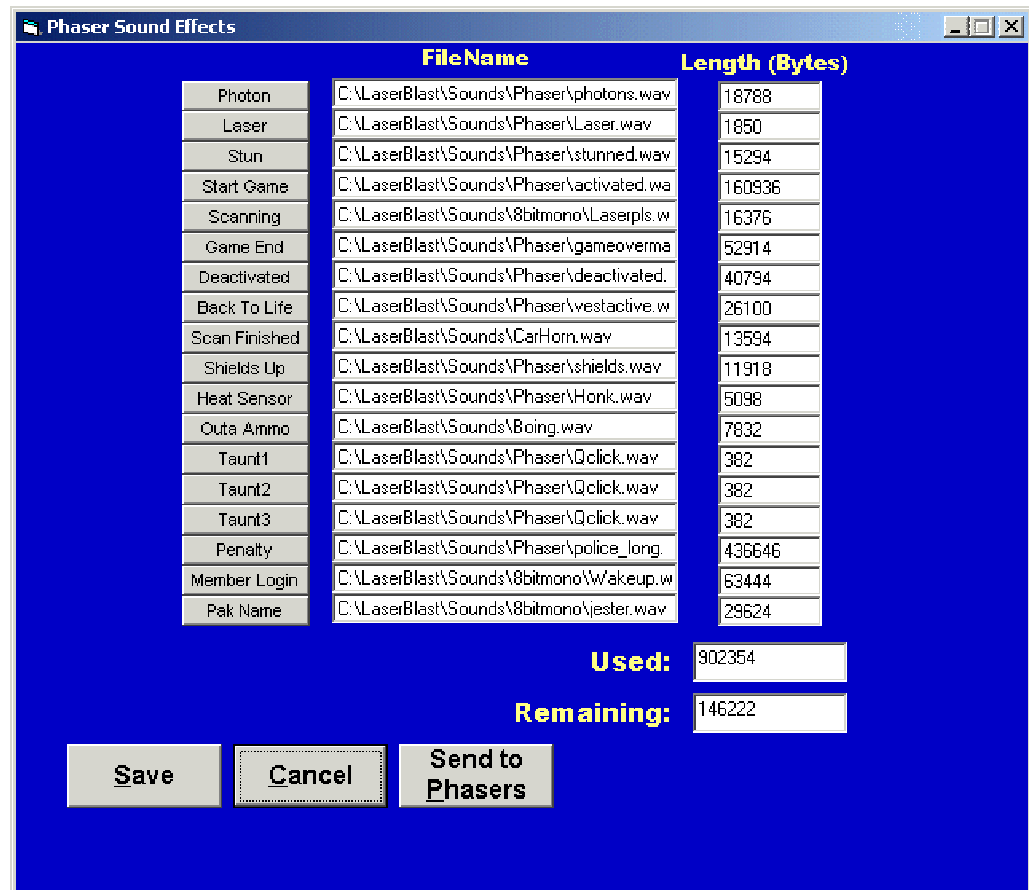 Phaser Sound Effects
FileName Length (Bytes)
Photon C:\LaserBlast\Sounds\Phaser\photons.wav 18788
Laser C:\LaserBlast\Sounds\Phaser\Laser.wav 1850
Stun C:\LaserBlast\Sounds\Phaser\stunned.wav 15294
Start Game C:\LaserBlast\Sounds\Phaser\activated.wa 160936
Scanning C:\LaserBlast\Sounds\8bitmono\Laserpls.w 16376
Game End C:\LaserBlast\Sounds\Phaser\gameoverma 52914
Deactivated C:\LaserBlast\Sounds\Phaser\deactivated. 40794
Back To Life C:\LaserBlast\Sounds\Phaser\vestactive.w 26100
Scan Finished C:\LaserBlast\Sounds\CarHorn.wav 13594
Shields Up C:\LaserBlast\Sounds\Phaser\shields.wav 11918
Heat Sensor C:\LaserBlast\Sounds\Phaser\Honk.wav 5098
Outa Ammo C:\LaserBlast\Sounds\Boing.wav 7832
Taunt1 C:\LaserBlast\Sounds\Phaser\Qclick.wav 382
Taunt2 C:\LaserBlast\Sounds\Phaser\Qclick.wav 382
Taunt3 C:\LaserBlast\Sounds\Phaser\Qclick.wav 382
Penalty C:\LaserBlast\Sounds\Phaser\police_long. 436646
Member Login C:\LaserBlast\Sounds\8bitmono\Wakeup.w 63444
Pak Name C:\LaserBlast\Sounds\8bitmono\jester.wav 29624
Used: 902354
Remaining: 146222
Save Cancel Send to
Phasers